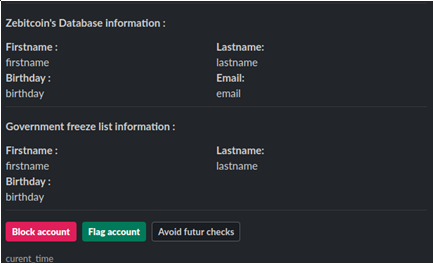 Zebitcoin's Database information :
Firstname : Lastname:
firstname lastname
Birthday : Email:
birthday email
Government freeze list information :
Firstname : Lastname:
firstname lastname
Birthday :
birthday
Block account Flag account Avoid futur checks
curent_time